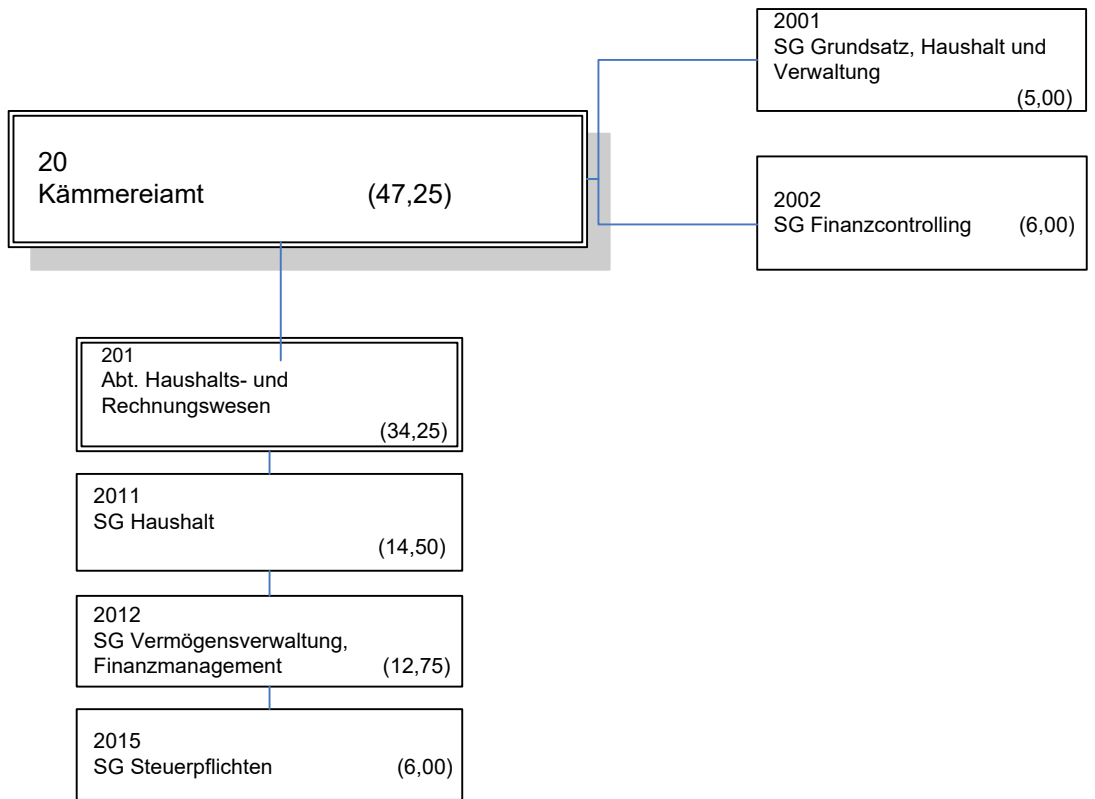 20
Kämmereiamt (47,25)
2001
SG Grundsatz, Haushalt und
Verwaltung
(5,00)
2002
SG Finanzcontrolling (6,00)
201
Abt. Haushalts- und
Rechnungswesen
(34,25)
2011
SG Haushalt
(14,50)
2012
SG Vermögensverwaltung,
Finanzmanagement (12,75)
2015
SG Steuerpflichten (6,00)